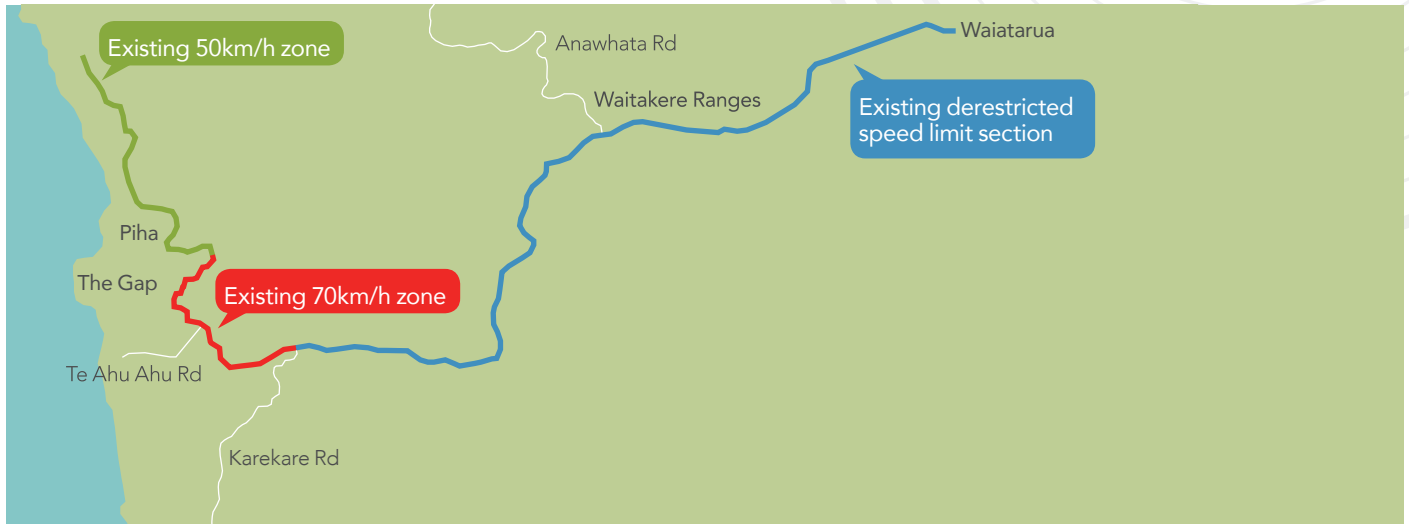 Existing 50km/h zone
Anawhata Rd
Waiatarua
Waitakere Ranges
Existing derestricted
speed limit section
Piha
The Gap
Existing 70km/h zone
Te Ahu Ahu Rd
Karekare Rd